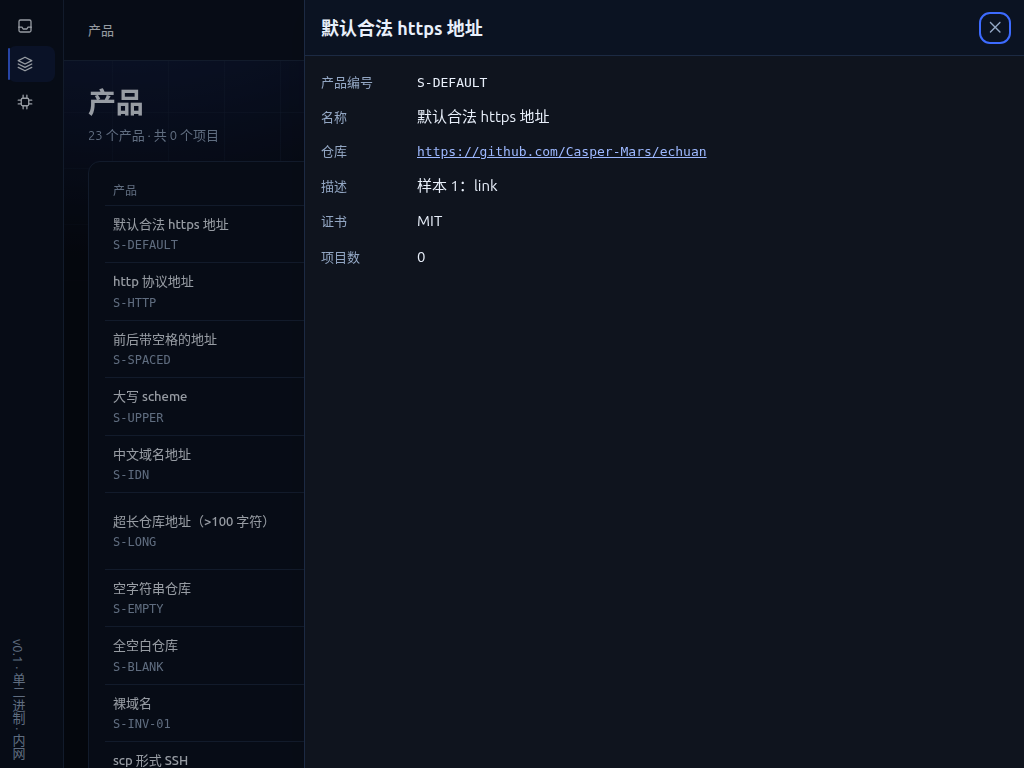 产品
产品
23 个产品 · 共 0 个项目
产品
默认合法 https 地址
S-DEFAULT
http 协议地址
S-HTTP
前后带空格的地址
S-SPACED
大写 scheme
S-UPPER
中文域名地址
S-IDN
超长仓库地址（>100 字符）
S-LONG
空字符串仓库
S-EMPTY
全空白仓库
S-BLANK
裸域名
S-INV-01
scp 形式 SSH
v0.1 · 单二进制 · 内网
默认合法 https 地址
产品编号 S-DEFAULT
名称 默认合法 https 地址
仓库 https://github.com/Casper-Mars/echuan
描述 样本 1：link
证书 MIT
项目数 0